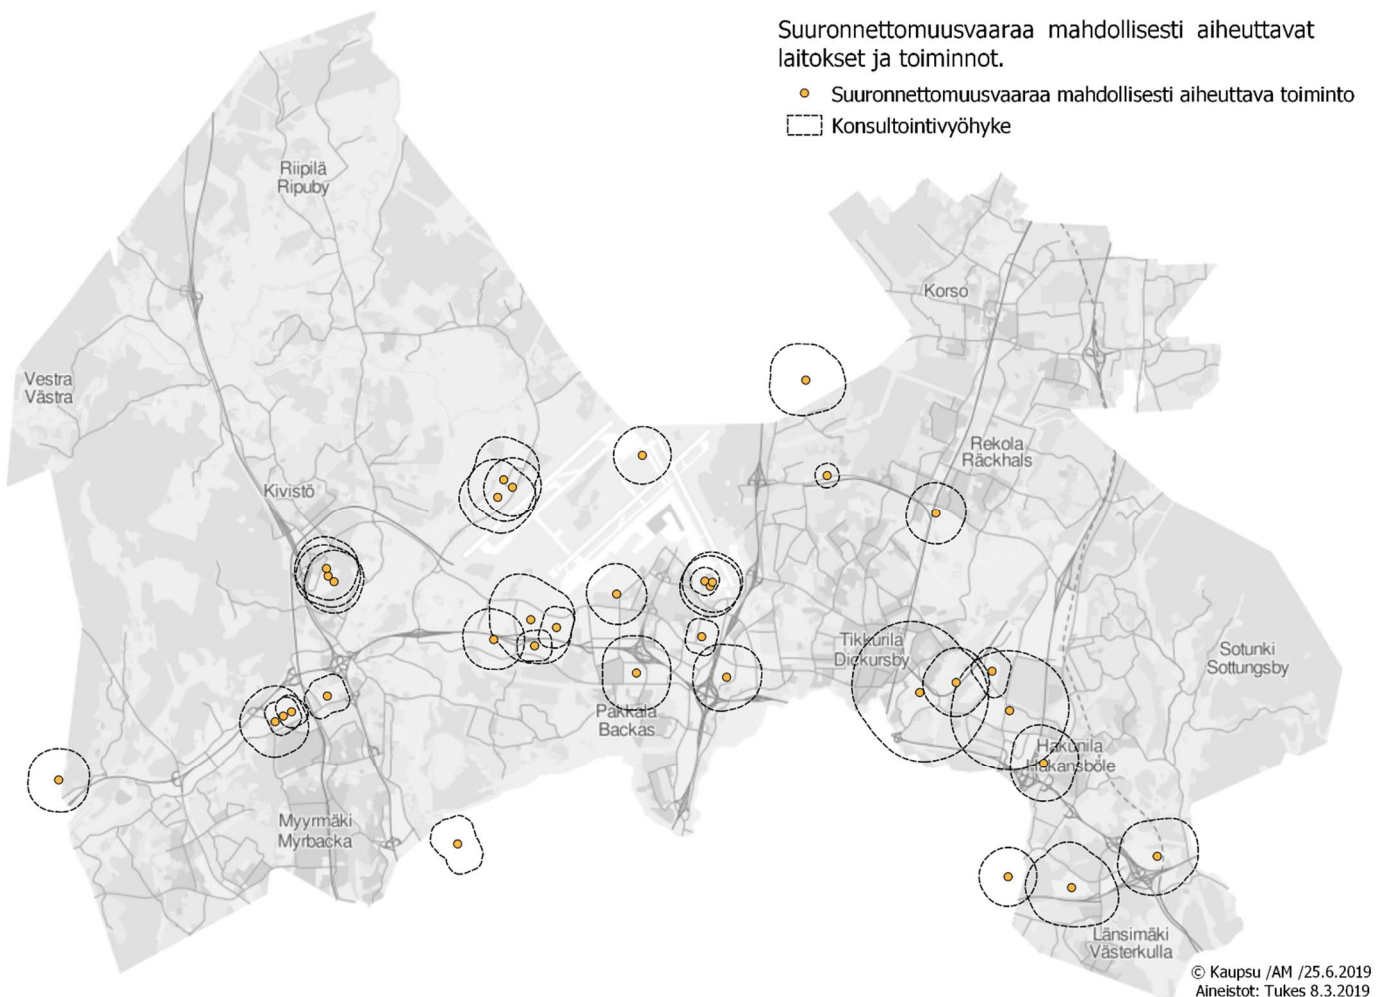 Suuronnettomuusvaaraa mahdollisesti aiheuttavat
laitokset ja toiminnot.
Suuronnettomuusvaaraa mahdollisesti aiheuttava toiminto
Konsultointivyöhyke
Riipilä
Ripuby
Korso
Vestra
Västra
Rekola
Räckhals
Kivistö
Tikkurila
Dickursby
Sotunki
Sottungsby
Pakkala
Backas
Hakunila
Håkansböle
Myyrmäki
Myrbacka
Länsimäki
Västerkulla
© Kaupsu /AM /25.6.2019
Aineistot: Tukes 8.3.2019